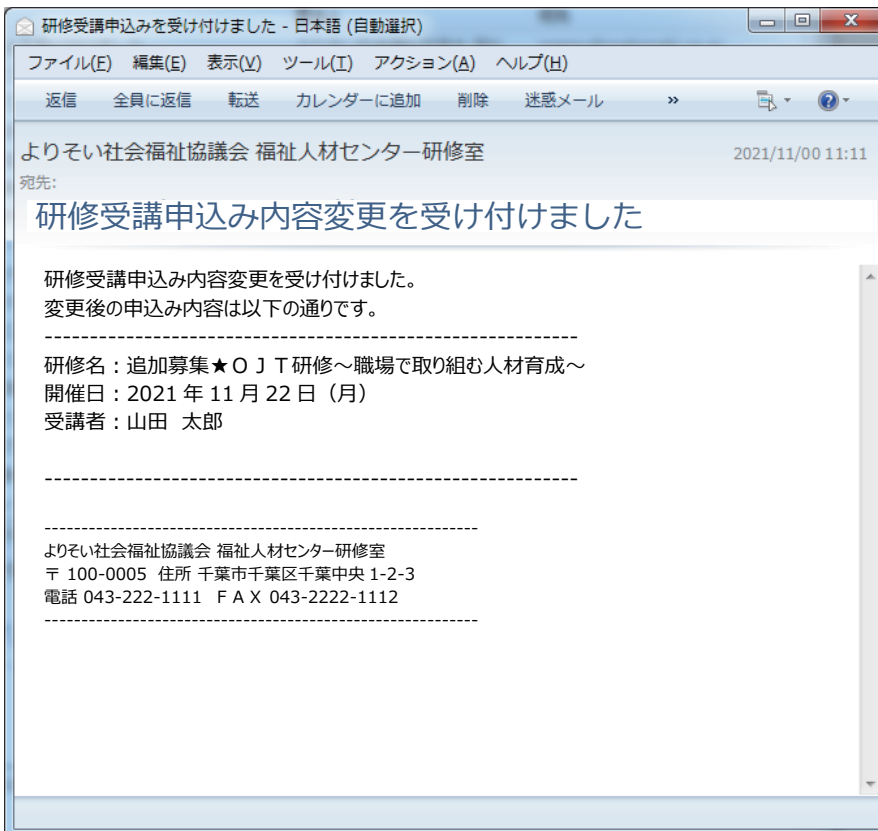 研修受講申込みを受け付けました - 日本語 (自動選択)
ファイル(F) 編集(E) 表示(V) ツール(T) アクション(A) ヘルプ(H)
返信 全員に返信 転送 カレンダーに追加 削除 迷惑メール »
よりそい社会福祉協議会 福祉人材センター研修室 2021/11/00 11:11
宛先:
研修受講申込み内容変更を受け付けました
研修受講申込み内容変更を受け付けました。
変更後の申込み内容は以下の通りです。
----------------------------------------------------------
研修名：追加募集★ＯＪＴ研修～職場で取り組む人材育成～
開催日：2021 年 11 月 22 日（月）
受講者：山田 太郎
----------------------------------------------------------
----------------------------------------------------------
よりそい社会福祉協議会 福祉人材センター研修室
〒 100-0005 住所 千葉市千葉区千葉中央 1-2-3
電話 043-222-1111 ＦＡＸ 043-2222-1112
----------------------------------------------------------